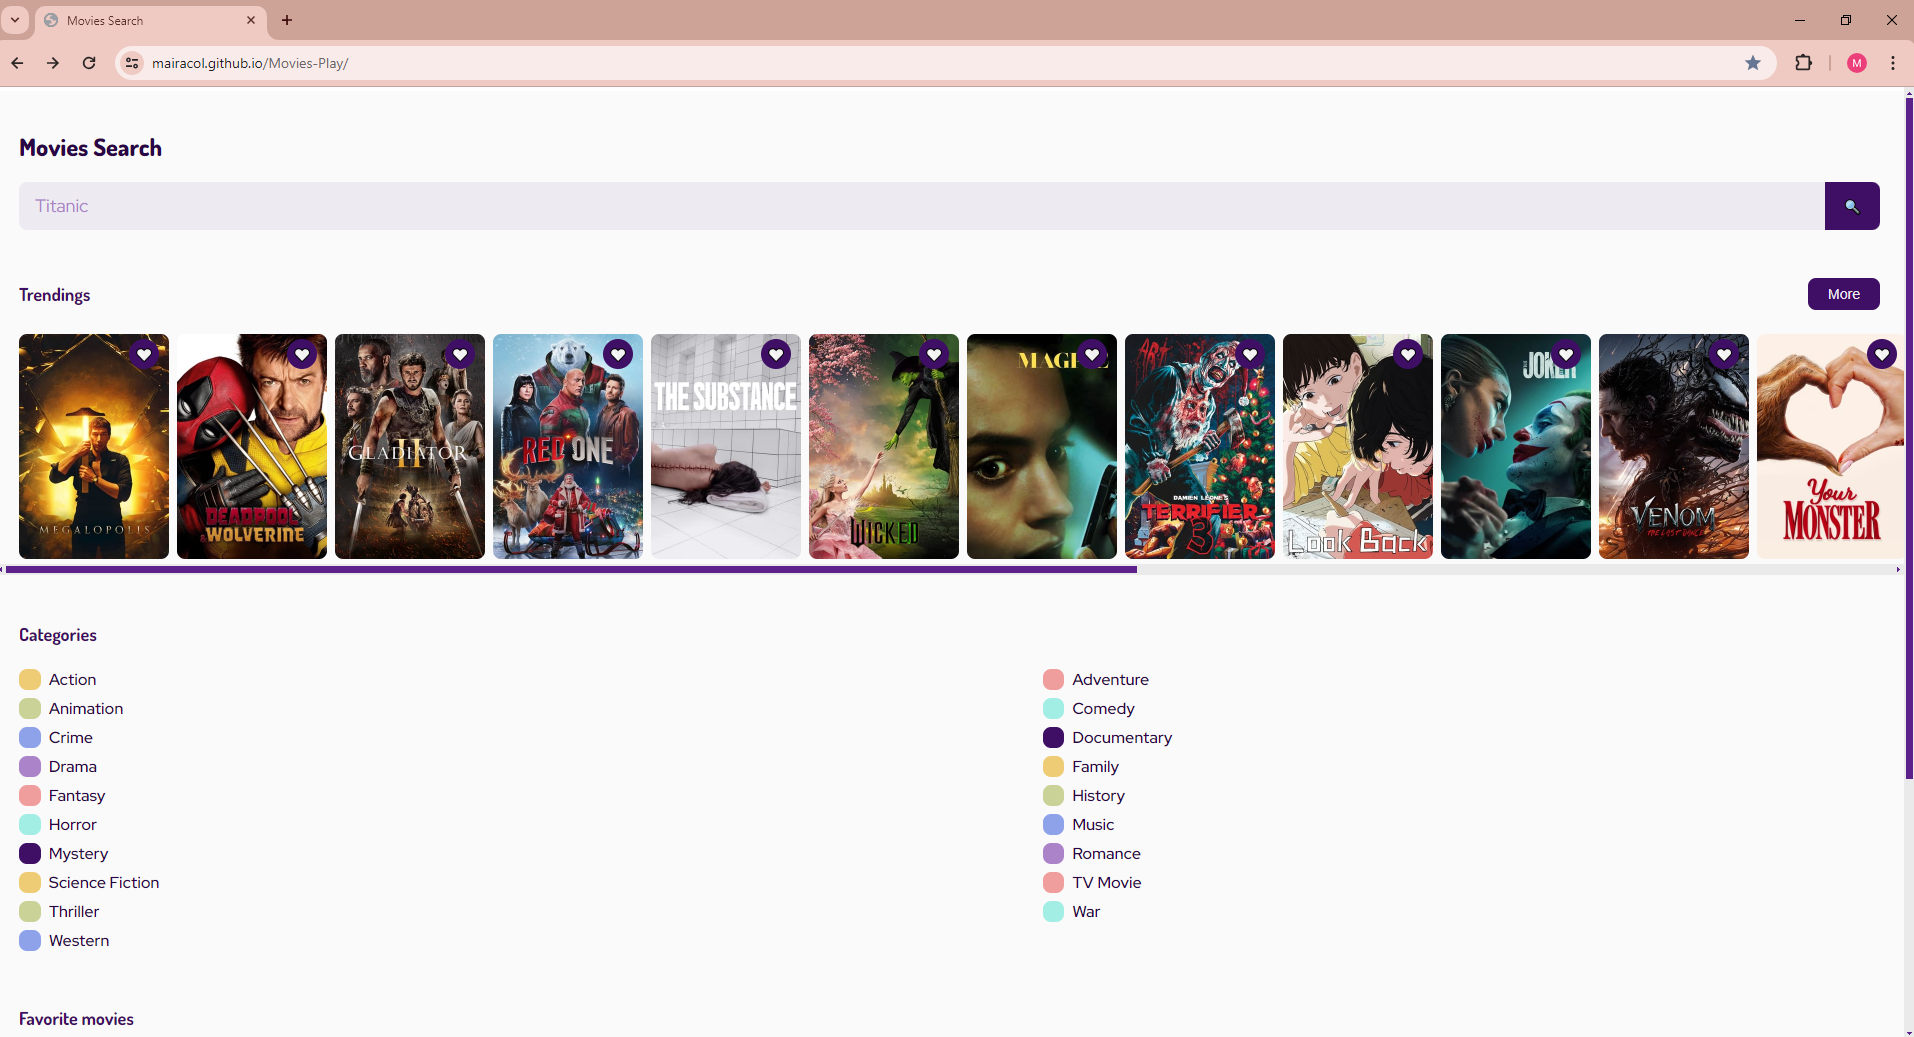 Movies Search
mairacol.github.io/Movies-Play/
M
Movies Search
Titanic
Trendings
More
MEGALOPOLIS
DEADPOOL
& WOLVERINE
GLADIATOR
II
RED ONE
THE SUBSTANCE
WICKED
ART
DAMIEN LEONE'S
TERRIFIER
3
Look Back
JOKER
VENOM
THE LAST DANCE
Your
MONSTER
Categories
Action
Adventure
Animation
Comedy
Crime
Documentary
Drama
Family
Fantasy
History
Horror
Music
Mystery
Romance
Science Fiction
TV Movie
Thriller
War
Western
Favorite movies